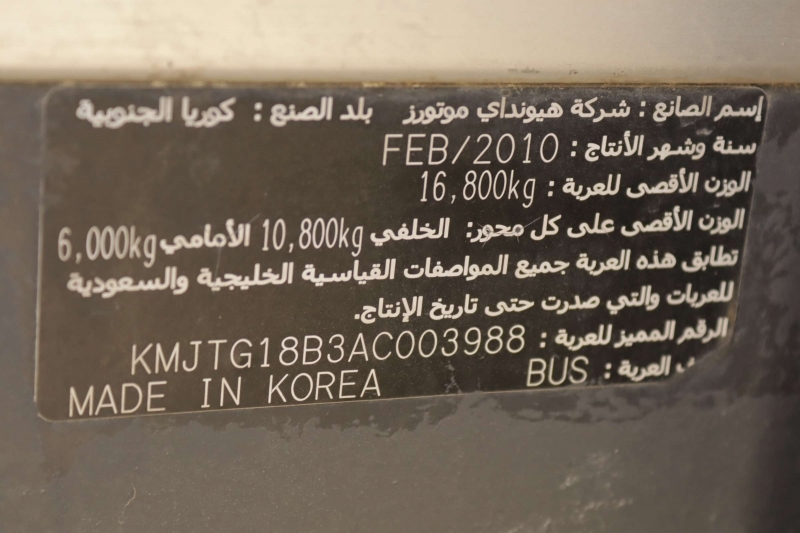 إسم الصانع : شركة هيونداي موتورز بلد الصنع : كوريا الجنوبية
سنة وشهر الأنتاج : FEB/2010
الوزن الأقصى للعربة : 16,800kg
الوزن الأقصى على كل محور: الخلفي 10,800kg الأمامي 6,000kg
تطابق هذه العربة جميع المواصفات القياسية الخليجية والسعودية
للعربات والتي صدرت حتى تاريخ الإنتاج.
الرقم المميز للعربة : KMJTG18B3AC003988
العربة : BUS
MADE IN KOREA